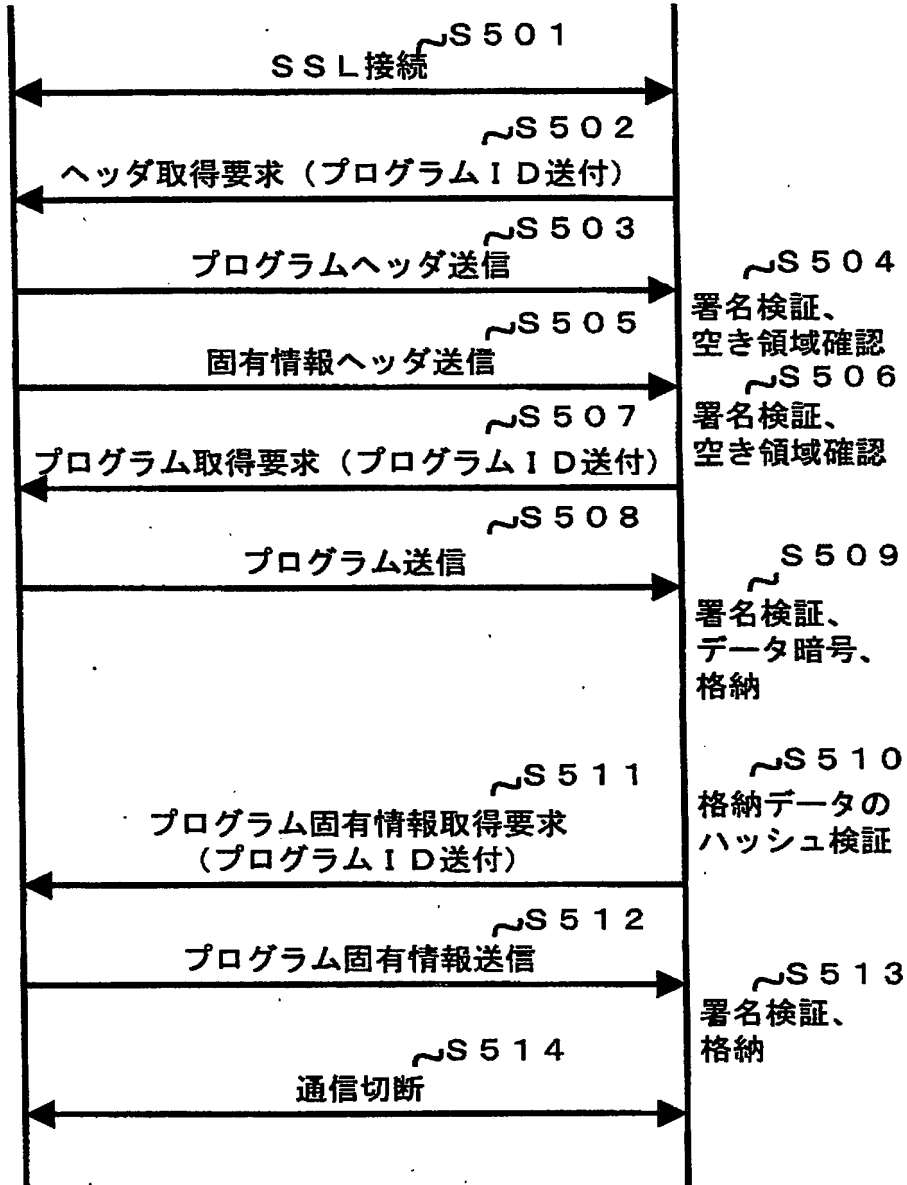 S501
SSL接続
S502
ヘッダ取得要求（プログラムID送付）
S503
プログラムヘッダ送信
S504
署名検証、
空き領域確認
S505
固有情報ヘッダ送信
S506
署名検証、
空き領域確認
S507
プログラム取得要求（プログラムID送付）
S508
プログラム送信
S509
署名検証、
データ暗号、
格納
S510
格納データの
ハッシュ検証
S511
プログラム固有情報取得要求
（プログラムID送付）
S512
プログラム固有情報送信
S513
署名検証、
格納
S514
通信切断